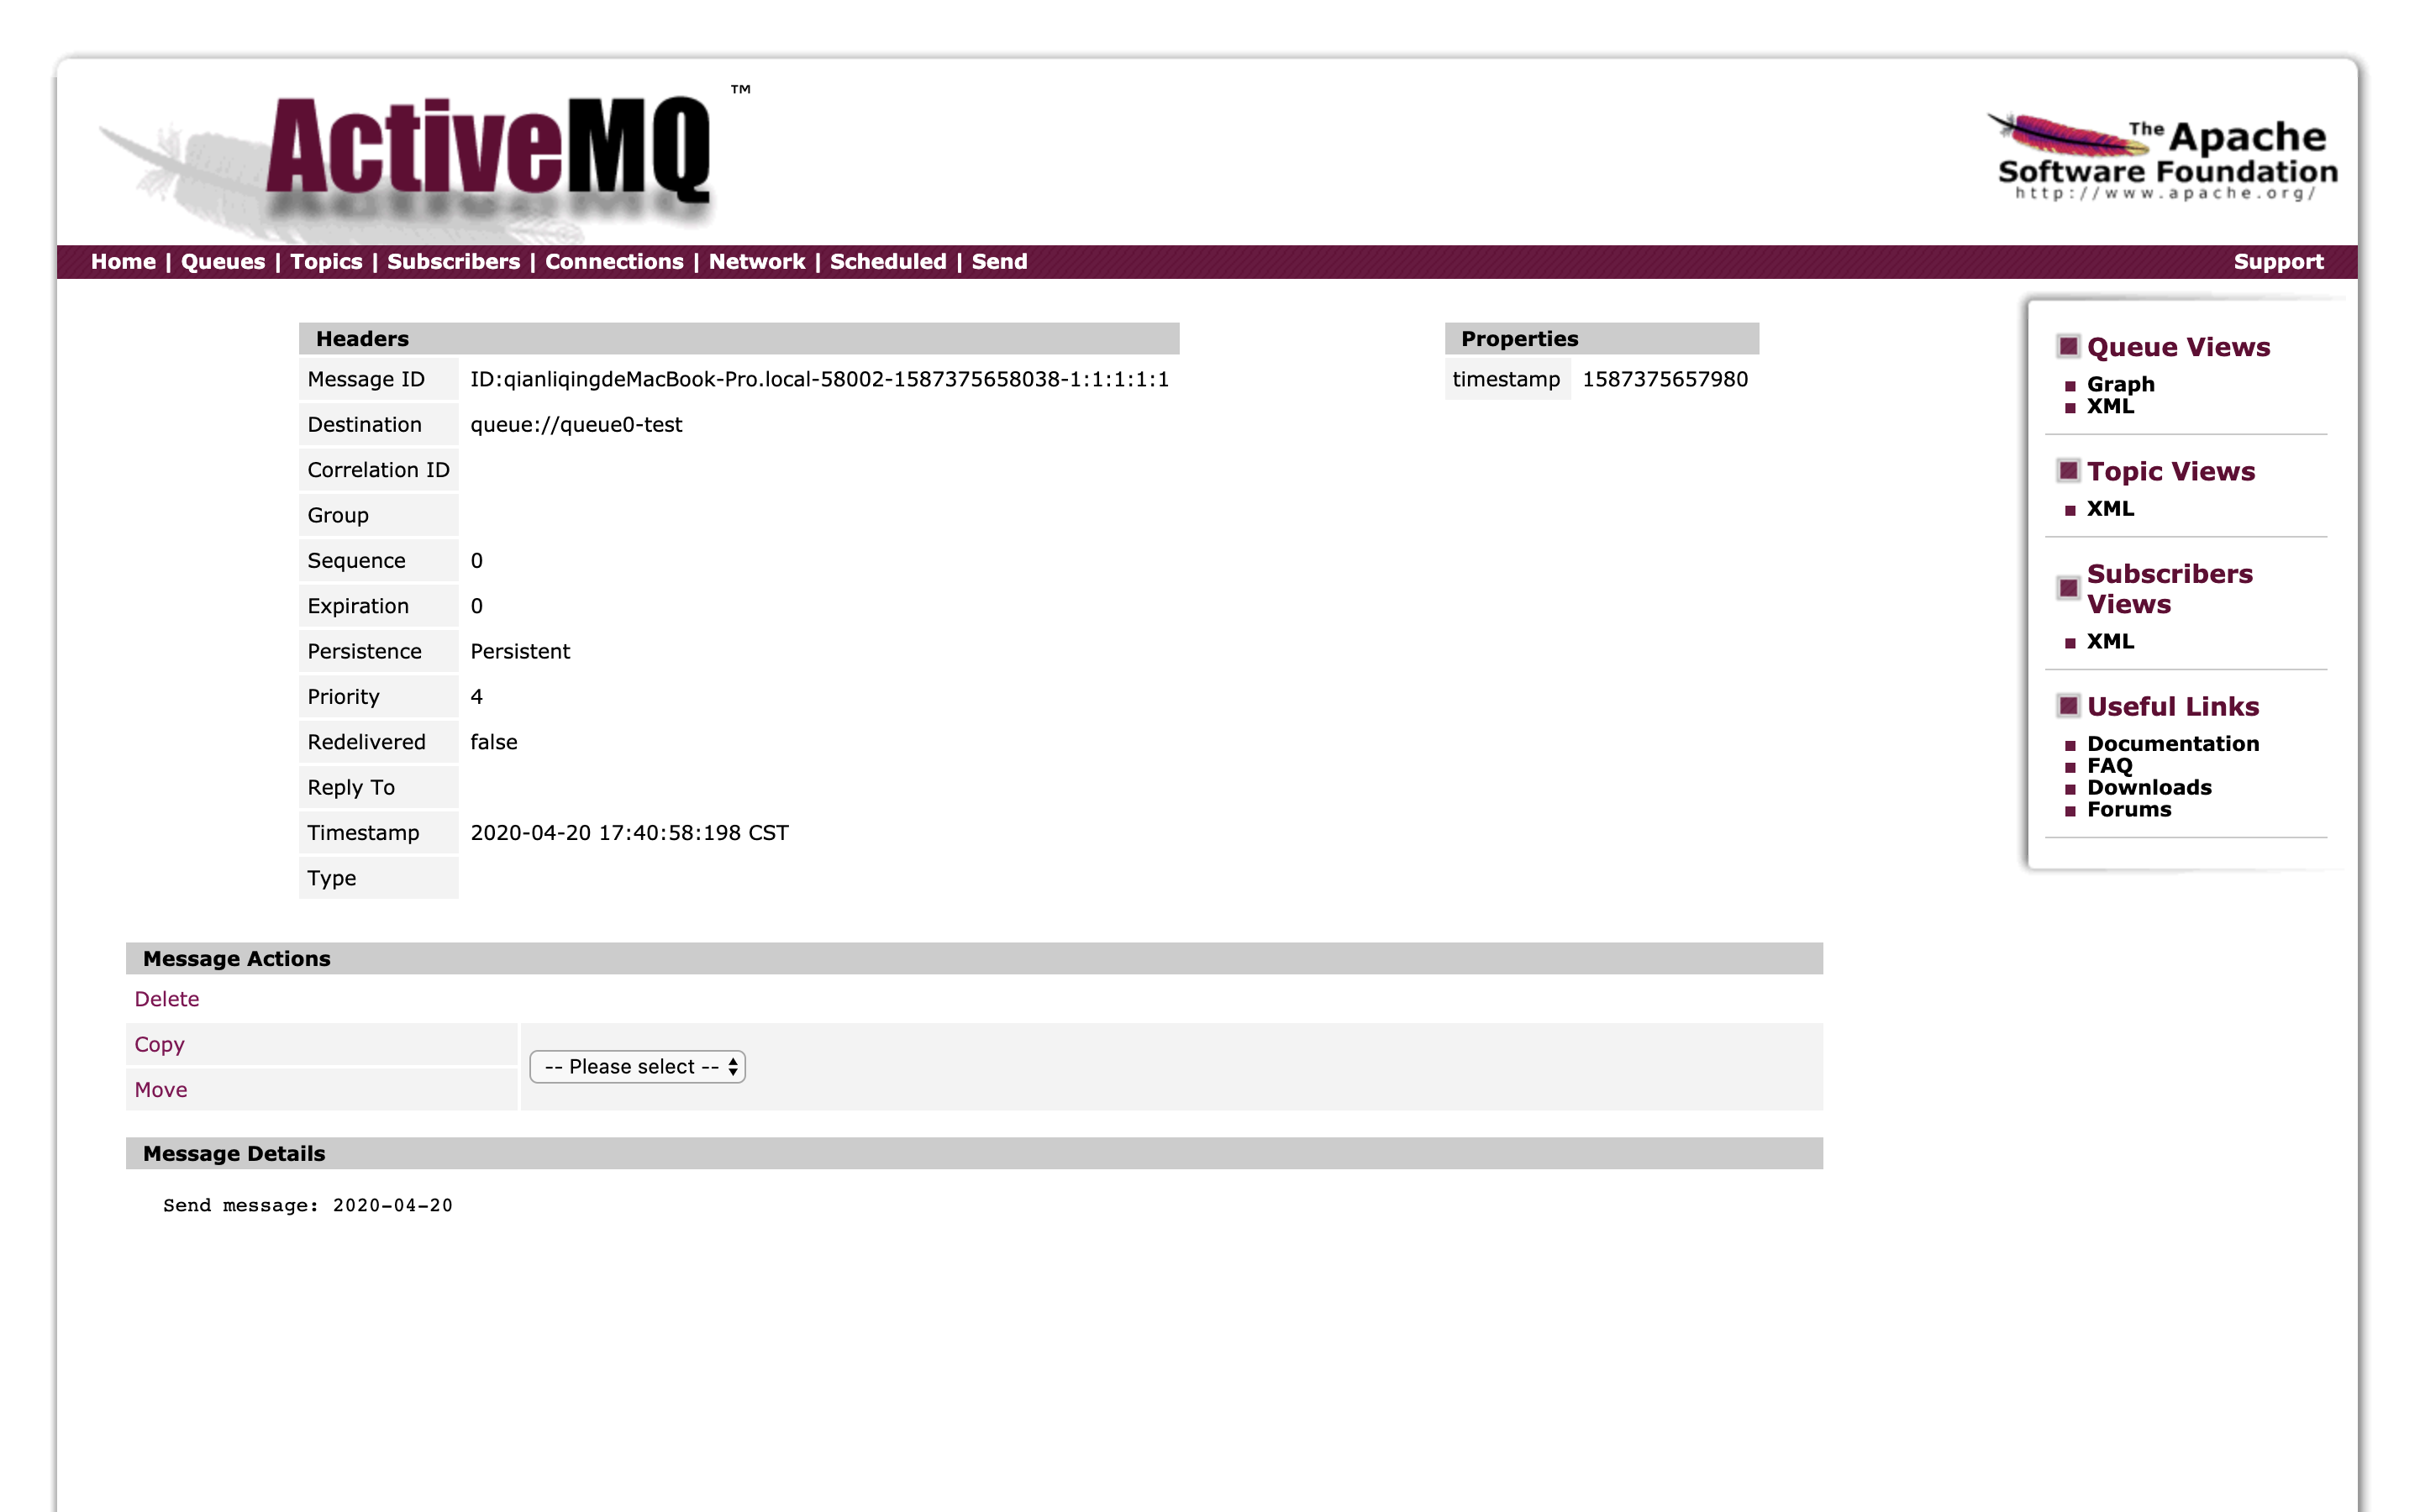 ActiveMQ ™
The Apache
Software Foundation
http://www.apache.org/
Home | Queues | Topics | Subscribers | Connections | Network | Scheduled | Send
Support
Headers
Message ID ID:qianliqingdeMacBook-Pro.local-58002-1587375658038-1:1:1:1:1
Destination queue://queue0-test
Correlation ID
Group
Sequence 0
Expiration 0
Persistence Persistent
Priority 4
Redelivered false
Reply To
Timestamp 2020-04-20 17:40:58:198 CST
Type
Properties
timestamp 1587375657980
Message Actions
Delete
Copy
-- Please select --
Move
Message Details
Send message: 2020-04-20
Queue Views
Graph
XML
Topic Views
XML
Subscribers
Views
XML
Useful Links
Documentation
FAQ
Downloads
Forums